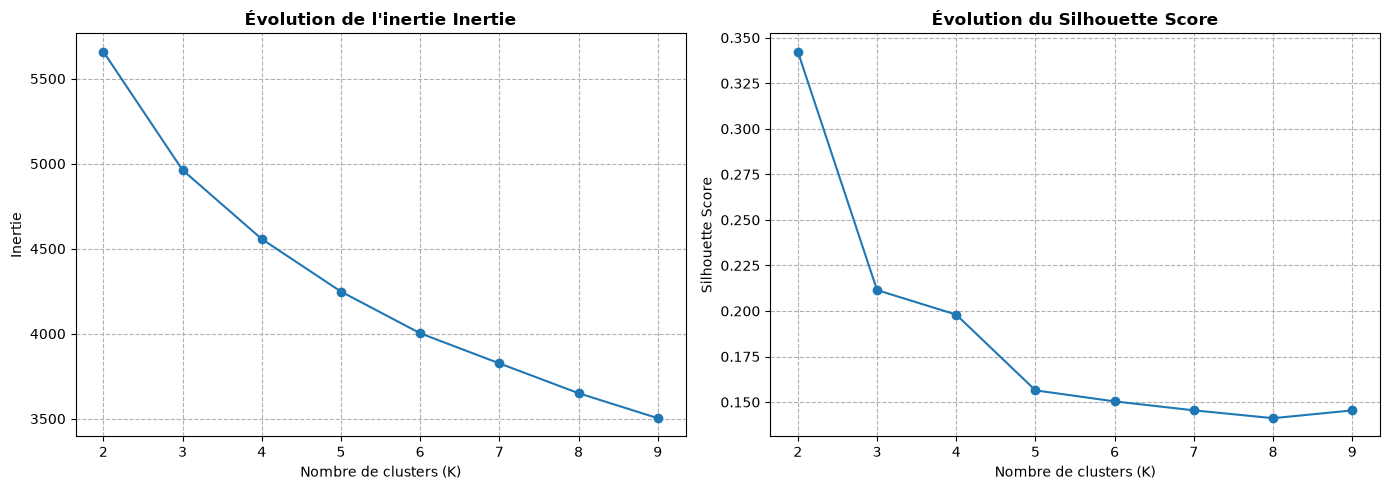 Évolution de l'inertie Inertie
Inertie
5500
5000
4500
4000
3500
2 3 4 5 6 7 8 9
Nombre de clusters (K)
Évolution du Silhouette Score
Silhouette Score
0.350
0.325
0.300
0.275
0.250
0.225
0.200
0.175
0.150
2 3 4 5 6 7 8 9
Nombre de clusters (K)